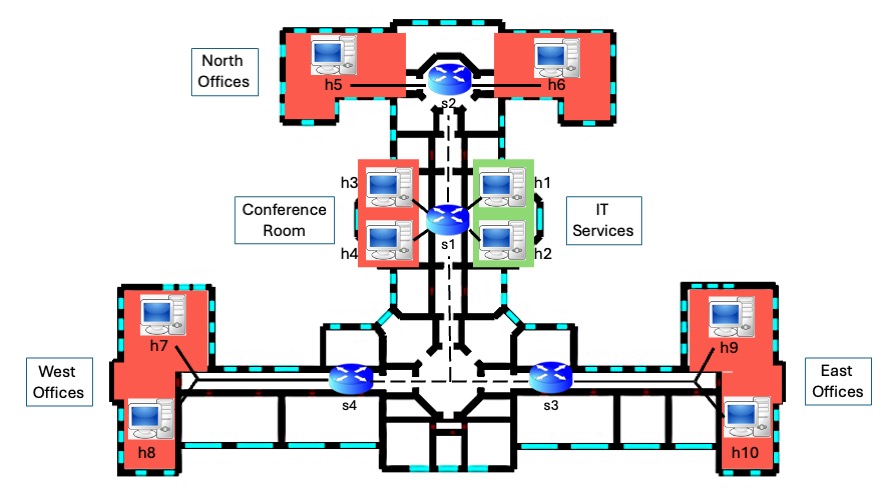 North
Offices
h5
h6
s2
h3
h1
Conference
Room
IT
Services
s1
h4
h2
h7
h9
West
Offices
East
Offices
s4
s3
h8
h10